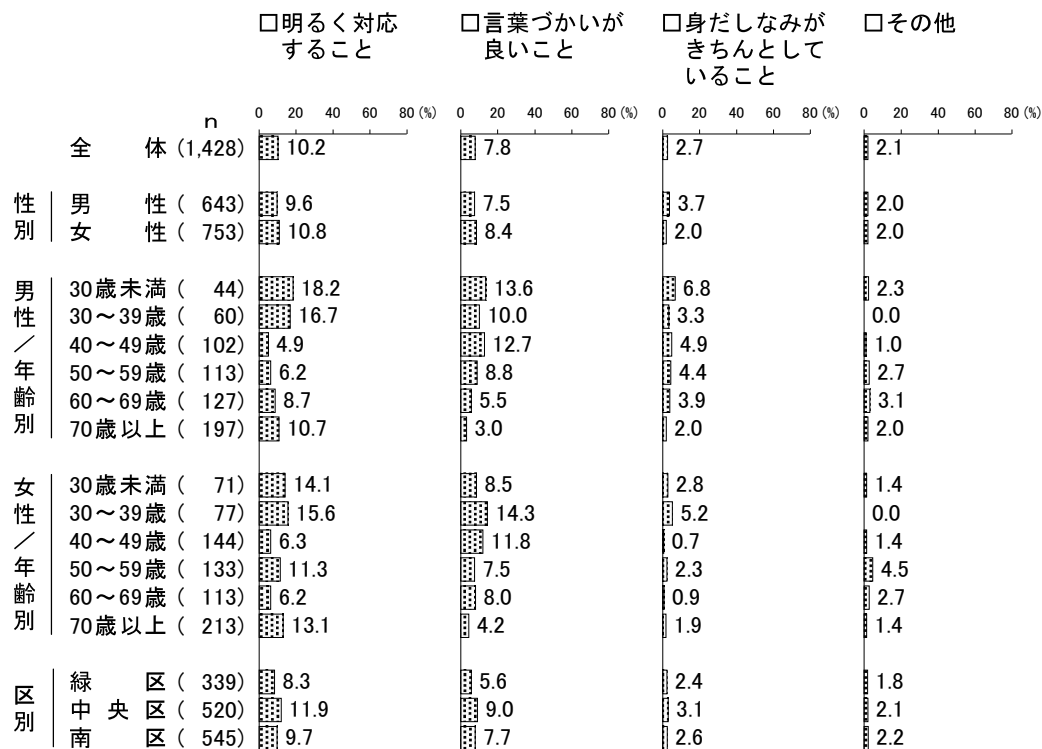 □明るく対応 □言葉づかいが □身だしなみが □その他
すること 良いこと きちんとして
いること
0 20 40 60 80 (%) 0 20 40 60 80 (%) 0 20 40 60 80 (%) 0 20 40 60 80 (%)
n
全体 (1,428) 10.2 7.8 2.7 2.1
性別
男性 ( 643) 9.6 7.5 3.7 2.0
女性 ( 753) 10.8 8.4 2.0 2.0
男性/年齢別
30歳未満 ( 44) 18.2 13.6 6.8 2.3
30~39歳 ( 60) 16.7 10.0 3.3 0.0
40~49歳 ( 102) 4.9 12.7 4.9 1.0
50~59歳 ( 113) 6.2 8.8 4.4 2.7
60~69歳 ( 127) 8.7 5.5 3.9 3.1
70歳以上 ( 197) 10.7 3.0 2.0 2.0
女性/年齢別
30歳未満 ( 71) 14.1 8.5 2.8 1.4
30~39歳 ( 77) 15.6 14.3 5.2 0.0
40~49歳 ( 144) 6.3 11.8 0.7 1.4
50~59歳 ( 133) 11.3 7.5 2.3 4.5
60~69歳 ( 113) 6.2 8.0 0.9 2.7
70歳以上 ( 213) 13.1 4.2 1.9 1.4
区別
緑区 ( 339) 8.3 5.6 2.4 1.8
中央区 ( 520) 11.9 9.0 3.1 2.1
南区 ( 545) 9.7 7.7 2.6 2.2